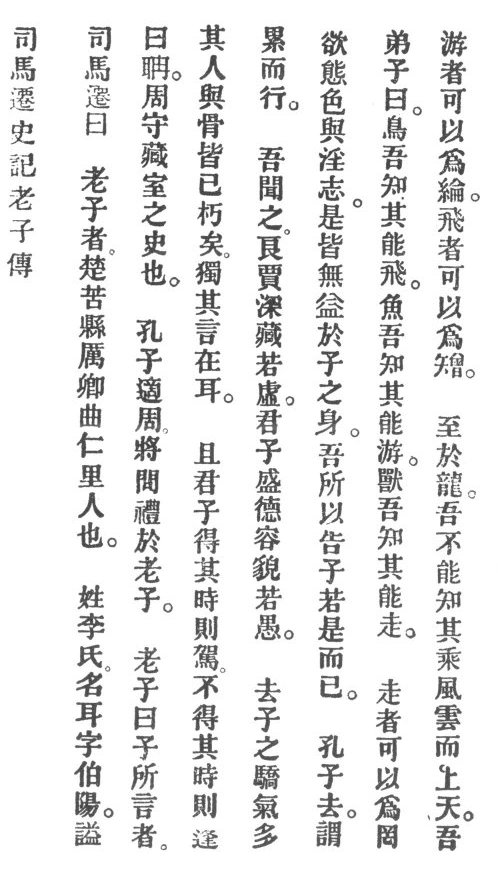 司馬遷史記老子傳
司馬遷曰　老子者。楚苦縣厲卿曲仁里人也。　姓李氏。名耳字伯陽。謚
曰聃。周守藏室之史也。　孔子適周。將問禮於老子。　老子曰子所言者。
其人與骨皆已朽矣。獨其言在耳。　且君子得其時則駕。不得其時則逢
累而行。　吾聞之。良賈深藏若虛。君子盛德容貌若愚。　去子之驕氣多
欲態色與淫志。是皆無益於子之身。吾所以告子若是而已。　孔子去。謂
弟子曰。鳥吾知其能飛。魚吾知其能游。獸吾知其能走。　走者可以爲罔
游者可以爲綸。飛者可以爲矰。　至於龍。吾不能知其乘風雲而上天。吾